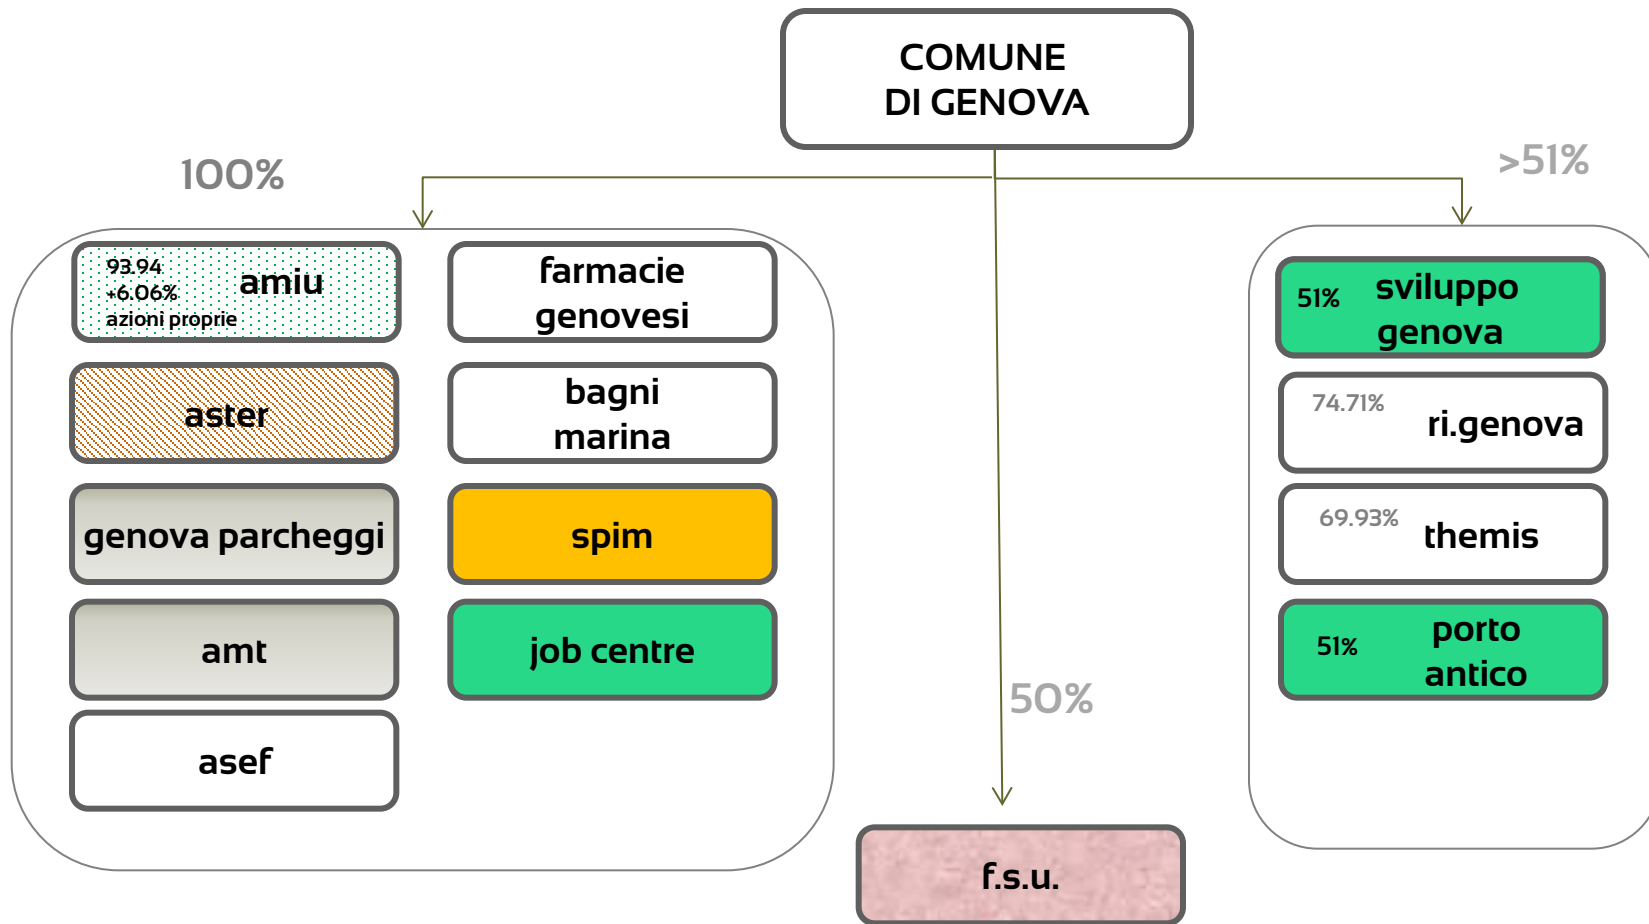 COMUNE
DI GENOVA
100%
>51%
93.94
+6.06%
azioni proprie
amiu
farmacie
genovesi
aster
bagni
marina
genova parcheggi
spim
amt
job centre
asef
50%
f.s.u.
51%
sviluppo
genova
74.71%
ri.genova
69.93%
themis
51%
porto
antico